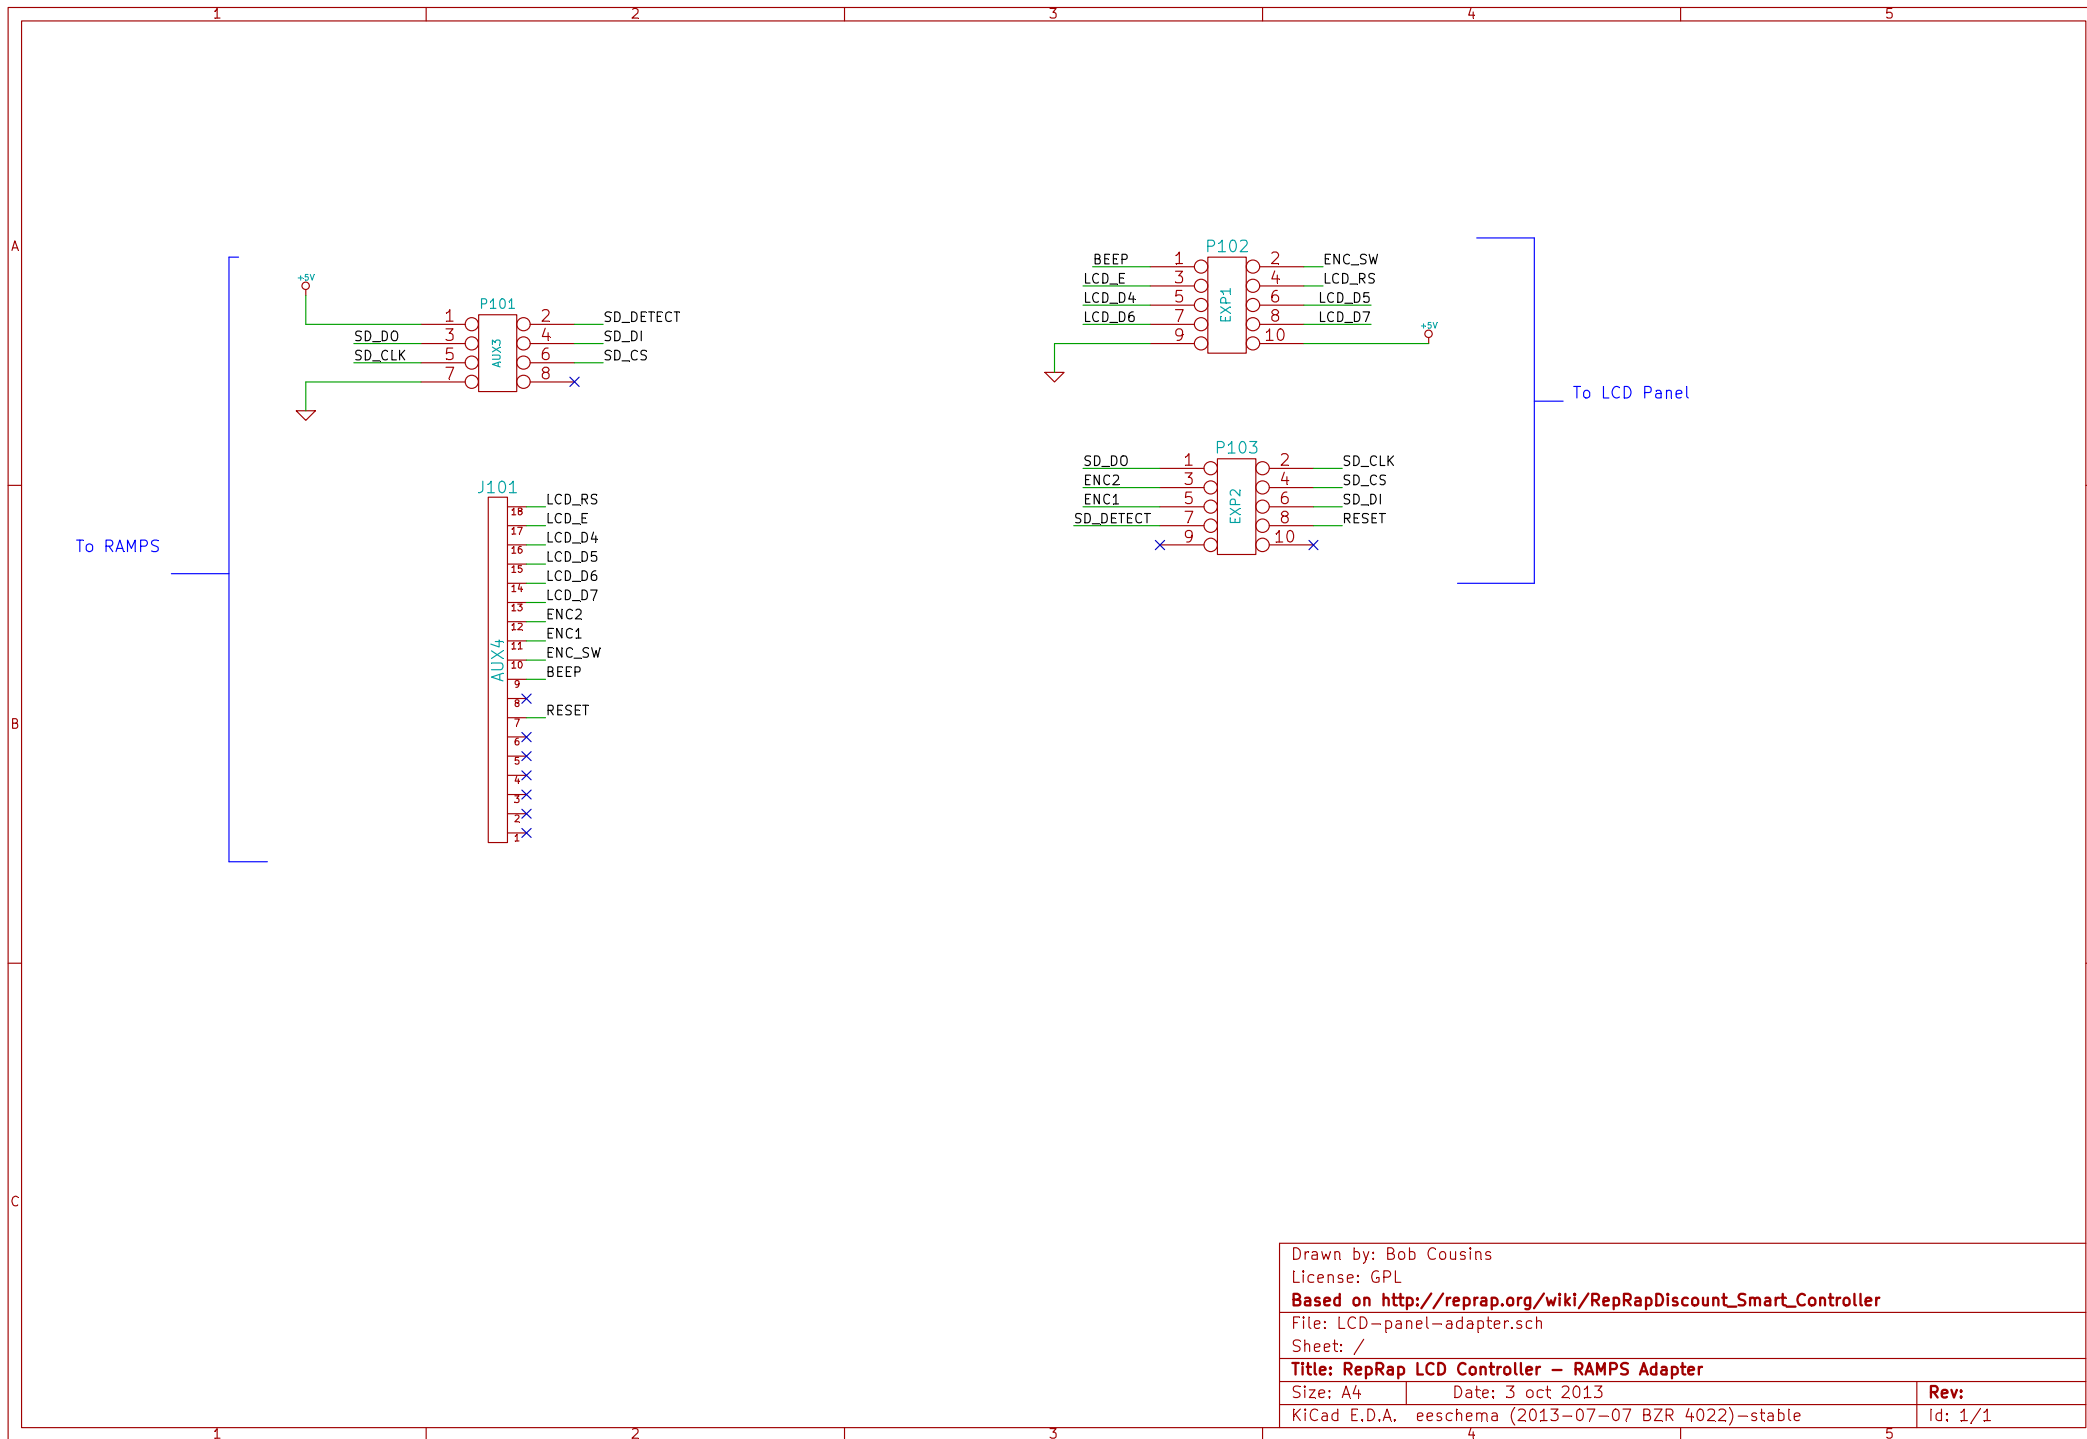 1 2 3 4 5
A
B
C
To RAMPS
+5V
P101
AUX3
1 2 SD_DETECT
SD_DO 3 4 SD_DI
SD_CLK 5 6 SD_CS
7 8
J101
AUX4
LCD_RS
18
LCD_E
17
LCD_D4
16
LCD_D5
15
LCD_D6
14
LCD_D7
13
ENC2
12
ENC1
11
ENC_SW
10
BEEP
9
8
RESET
7
6
5
4
3
2
1
P102
EXP1
BEEP 1 2 ENC_SW
LCD_E 3 4 LCD_RS
LCD_D4 5 6 LCD_D5
LCD_D6 7 8 LCD_D7
9 10
+5V
P103
EXP2
SD_DO 1 2 SD_CLK
ENC2 3 4 SD_CS
ENC1 5 6 SD_DI
SD_DETECT 7 8 RESET
9 10
To LCD Panel
Drawn by: Bob Cousins
License: GPL
Based on http://reprap.org/wiki/RepRapDiscount_Smart_Controller
File: LCD-panel-adapter.sch
Sheet: /
Title: RepRap LCD Controller - RAMPS Adapter
Size: A4 Date: 3 oct 2013 Rev:
KiCad E.D.A. eeschema (2013-07-07 BZR 4022)-stable Id: 1/1
1 2 3 4 5